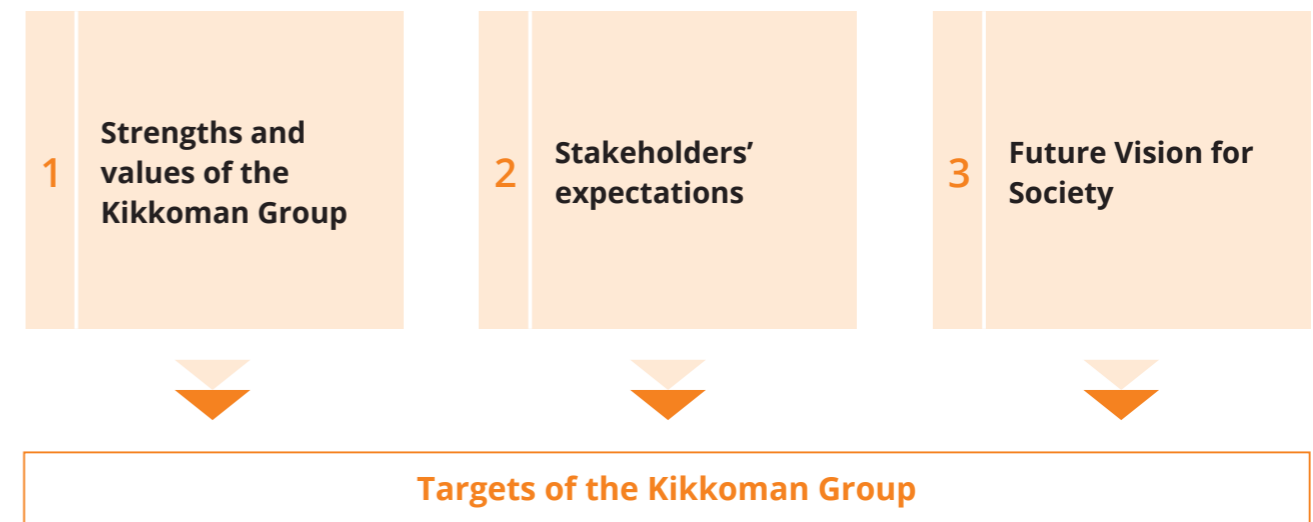 1
Strengths and
values of the
Kikkoman Group
2
Stakeholders’
expectations
3
Future Vision for
Society
Targets of the Kikkoman Group